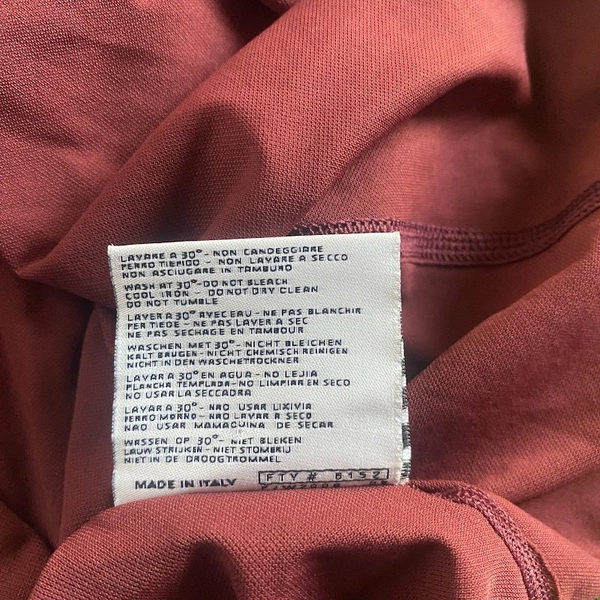 LAVARE A 30° - NON CANDEGGIARE
FERRO TIEPIDO - NON LAVARE A SECCO
NON ASCIUGARE IN TAMBURO
WASH AT 30° - DO NOT BLEACH
COOL IRON - DO NOT DRY CLEAN
DO NOT TUMBLE
LAVER A 30° AVEC EAU - NE PAS BLANCHIR
FER TIEDE - NE PAS LAVER A SEC
NE PAS SECHAGE EN TAMBOUR
WASCHEN MET 30° - NICHT BLEICHEN
KALT BRUGEN - NICHT CHEMISCH REINIGEN
NICHT IN DEN WASCHETROCKNER
LAVAR A 30° EN AGUA - NO LEJIA
PLANCHA TEMPLADA - NO LIMPIAR EN SECO
NO USAR LA SECCADRA
LAVAR A 30° - NAO USAR LIXIVIA
FERRO MORNO - NAO LAVAR A SECO
NAO USAR MAMAQUINA DE SECAR
WASSEN OP 30° - NIET BLEKEN
LAUW STRIJKEN - NIET STOMERIJ
NIET IN DE DROOGTROMMEL
MADE IN ITALY FTY # 5152